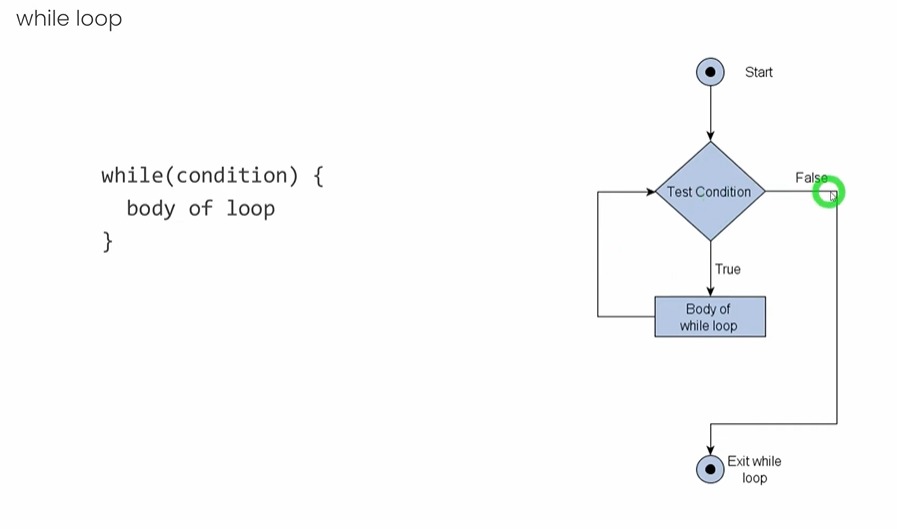 while loop
while(condition) {
body of loop
}
Start
Test Condition
False
True
Body of
while loop
Exit while
loop